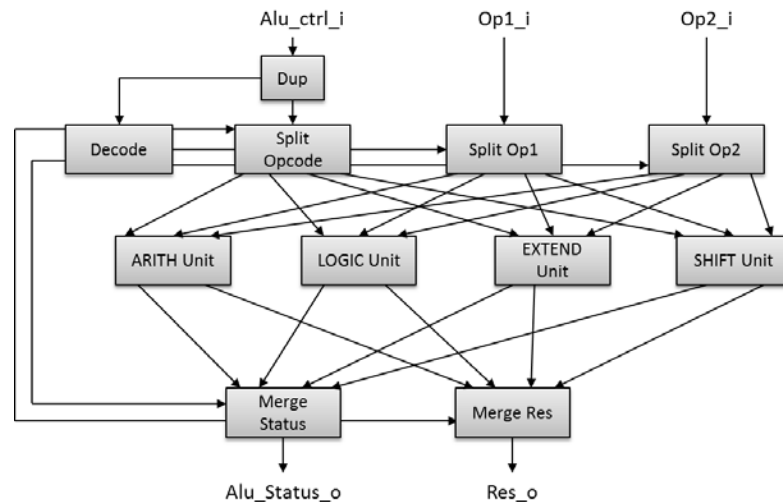 Alu_ctrl_i
Op1_i
Op2_i
Dup
Decode
Split
Opcode
Split Op1
Split Op2
ARITH Unit
LOGIC Unit
EXTEND
Unit
SHIFT Unit
Merge
Status
Merge Res
Alu_Status_o
Res_o